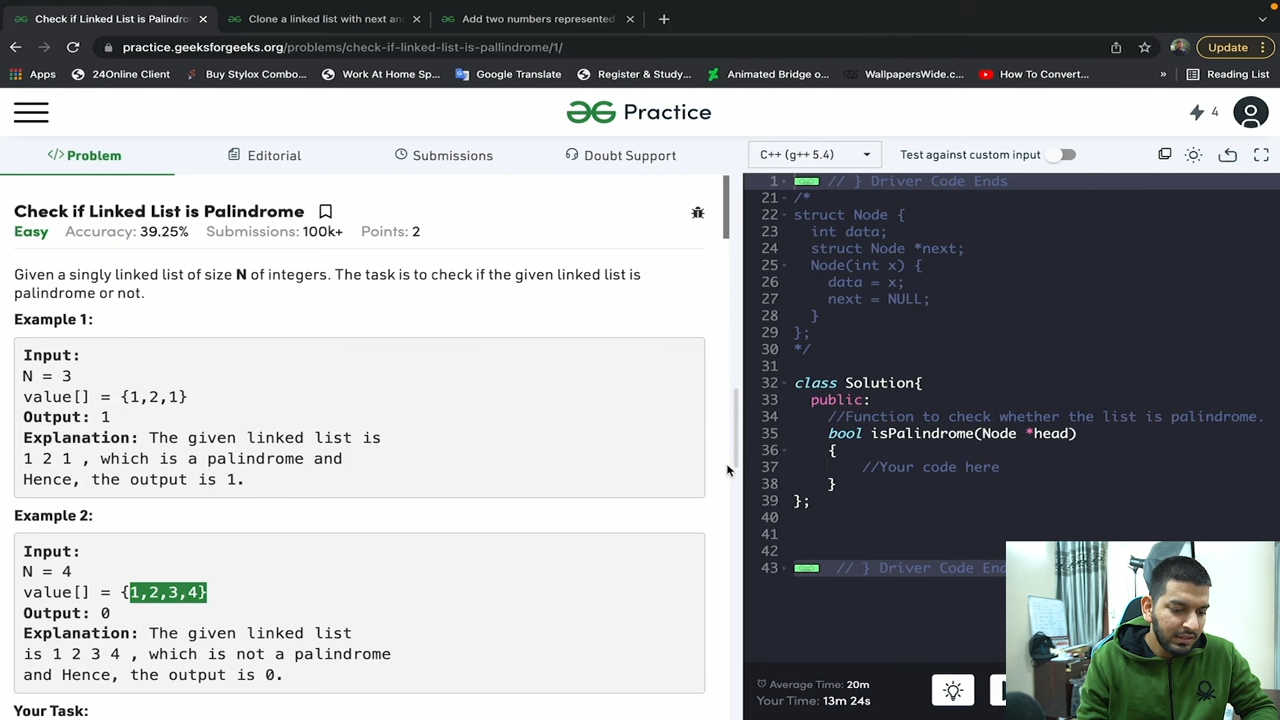 Check if Linked List is Palindro
Clone a linked list with next an
Add two numbers represented
practice.geeksforgeeks.org/problems/check-if-linked-list-is-pallindrome/1/
Update
Apps
24Online Client
Buy Stylox Combo...
Work At Home Sp...
Google Translate
Register & Study...
Animated Bridge o...
WallpapersWide.c...
How To Convert...
»
Reading List
Practice
4
</> Problem
Editorial
Submissions
Doubt Support
C++ (g++ 5.4)
Test against custom input
Check if Linked List is Palindrome
Easy Accuracy: 39.25% Submissions: 100k+ Points: 2
Given a singly linked list of size N of integers. The task is to check if the given linked list is
palindrome or not.
Example 1:
Input:
N = 3
value[] = {1,2,1}
Output: 1
Explanation: The given linked list is
1 2 1 , which is a palindrome and
Hence, the output is 1.
Example 2:
Input:
N = 4
value[] = {1,2,3,4}
Output: 0
Explanation: The given linked list
is 1 2 3 4 , which is not a palindrome
and Hence, the output is 0.
Your Task:
1 // } Driver Code Ends
21 /*
22 struct Node {
23 int data;
24 struct Node *next;
25 Node(int x) {
26 data = x;
27 next = NULL;
28 }
29 };
30 */
31
32 class Solution{
33 public:
34 //Function to check whether the list is palindrome.
35 bool isPalindrome(Node *head)
36 {
37 //Your code here
38 }
39 };
40
41
42
43 // } Driver Code En
Average Time: 20m
Your Time: 13m 24s